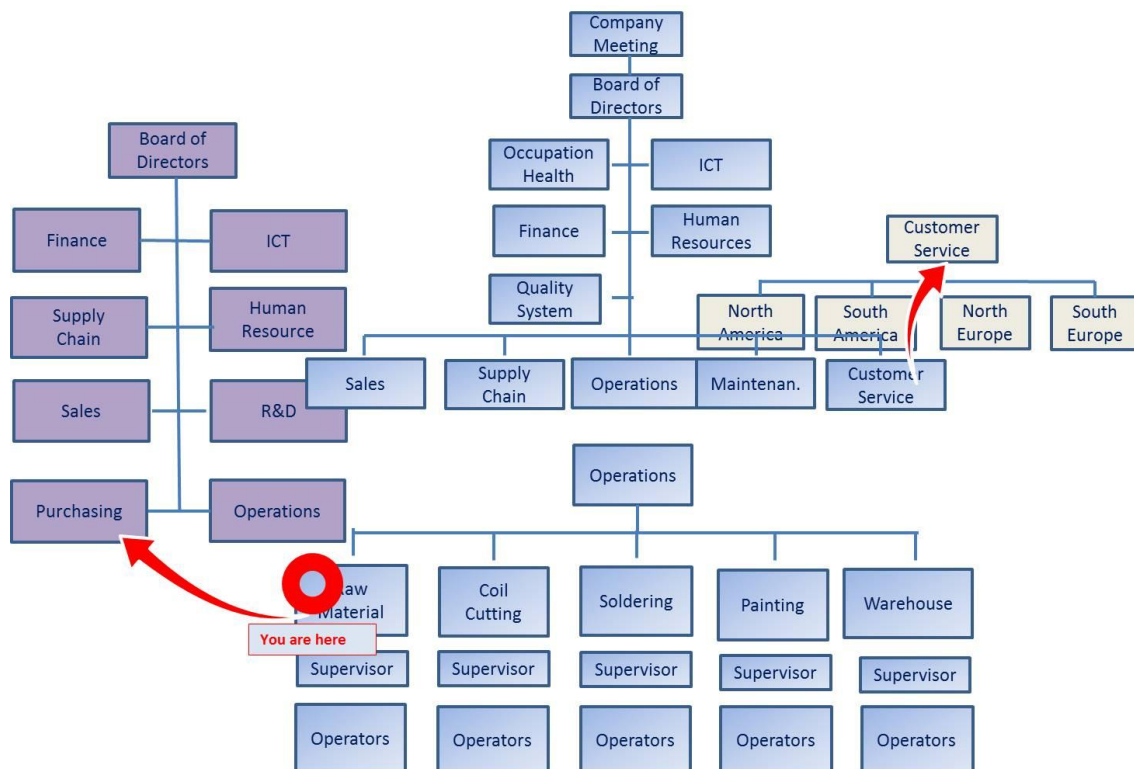 Company
Meeting
Board of
Directors
Occupation
Health
ICT
Finance
Human
Resources
Quality
System
Sales
Supply
Chain
Operations
Maintenan.
Customer
Service
Board of
Directors
Finance
ICT
Supply
Chain
Human
Resource
Sales
R&D
Purchasing
Operations
Customer
Service
North
America
South
America
North
Europe
South
Europe
Operations
Raw
Material
Coil
Cutting
Soldering
Painting
Warehouse
You are here
Supervisor
Supervisor
Supervisor
Supervisor
Supervisor
Operators
Operators
Operators
Operators
Operators